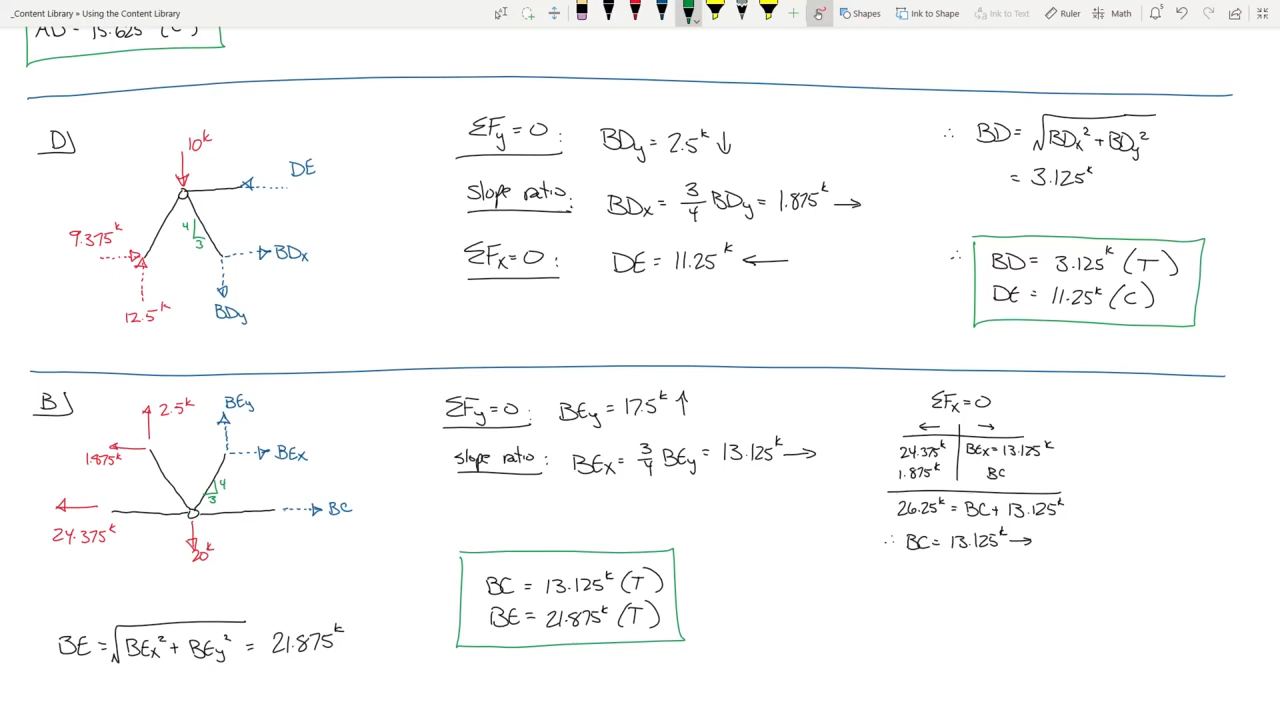 _Content Library » Using the Content Library
Shapes
Ink to Shape
Ink to Text
Ruler
Math
AD = 15.625 (C)
D)
10k
DE
9.375k
4
3
BDx
12.5k
BDy
ΣFy = 0 : BDy = 2.5k ↓
slope ratio : BDx = 3/4 BDy = 1.875k →
ΣFx = 0 : DE = 11.25k ←
∴ BD = √BDx² + BDy²
= 3.125k
∴ BD = 3.125k (T)
DE = 11.25k (C)
B)
2.5k
BEy
1.875k
BEx
4
3
24.375k
BC
20k
BE = √BEx² + BEy² = 21.875k
ΣFy = 0 : BEy = 17.5k ↑
slope ratio : BEx = 3/4 BEy = 13.125k →
BC = 13.125k (T)
BE = 21.875k (T)
ΣFx = 0
← →
24.375k BEx = 13.125k
1.875k BC
26.25k = BC + 13.125k
∴ BC = 13.125k →